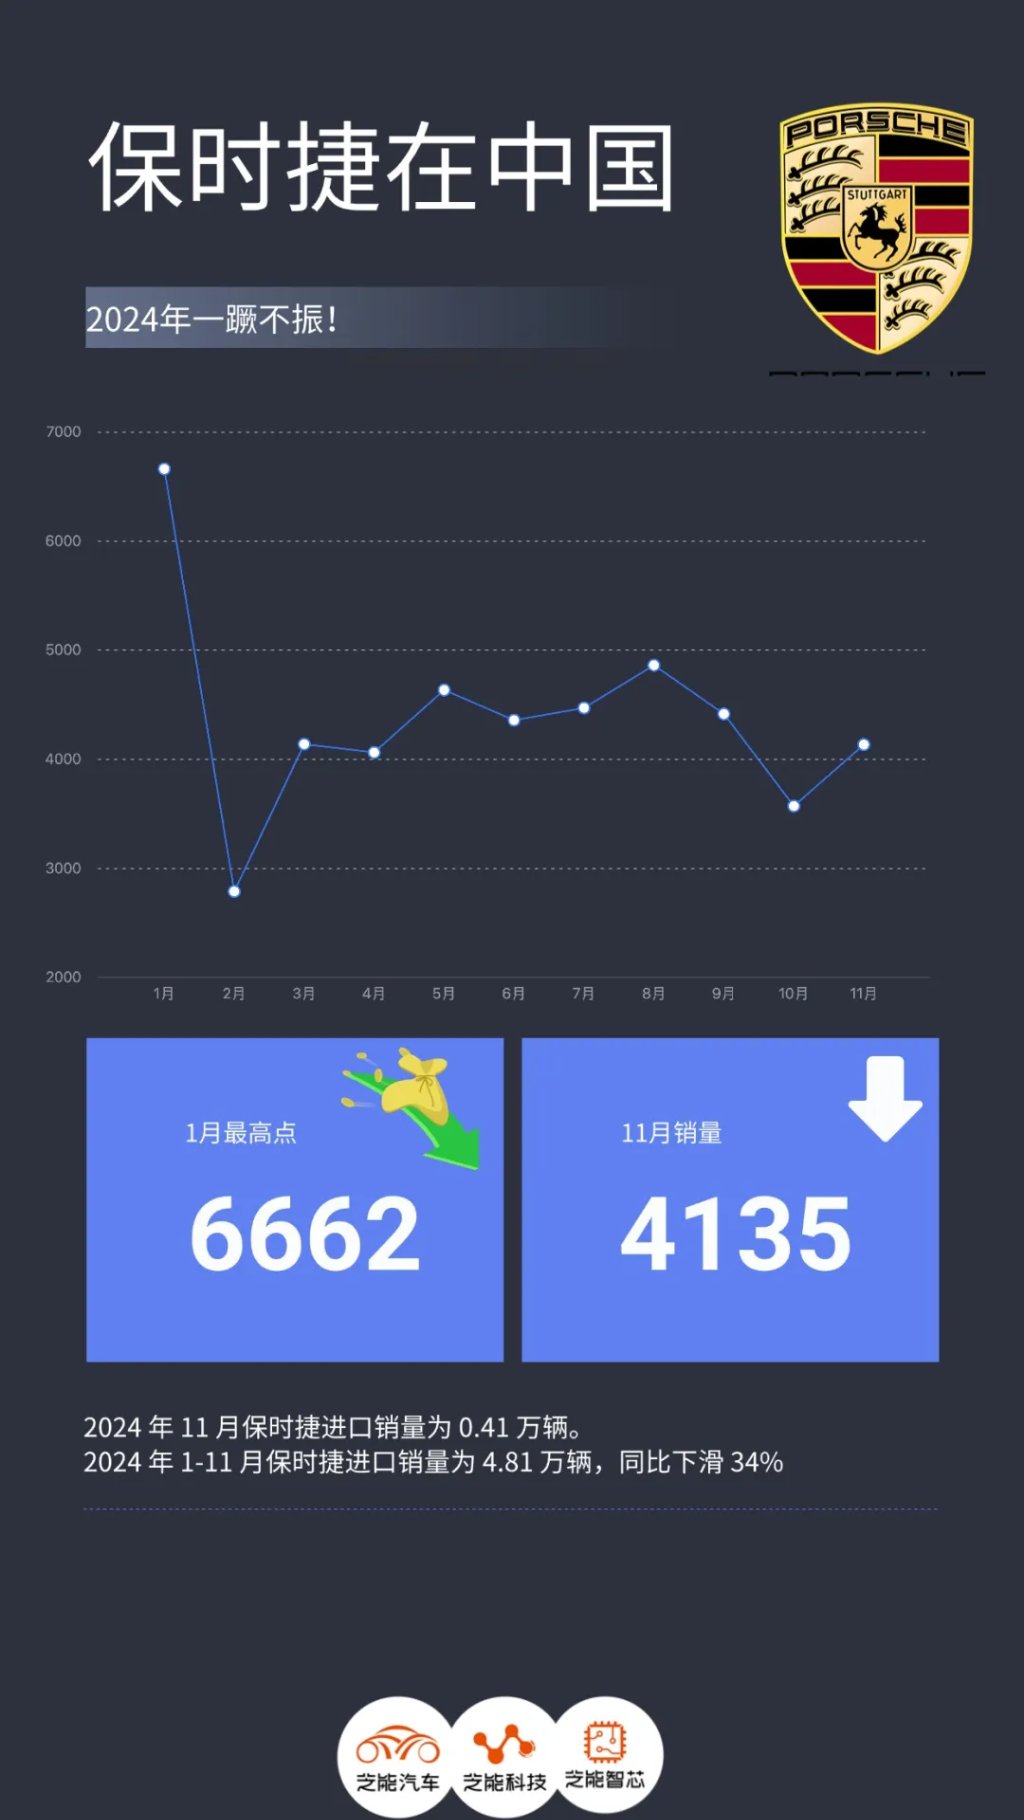 保时捷在中国
PORSCHE
STUTTGART
2024年一蹶不振！
7000
6000
5000
4000
3000
2000
1月 2月 3月 4月 5月 6月 7月 8月 9月 10月 11月
1月最高点
6662
11月销量
4135
2024 年 11 月保时捷进口销量为 0.41 万辆。
2024 年 1-11 月保时捷进口销量为 4.81 万辆，同比下滑 34%
芝能汽车 芝能科技 芝能智芯